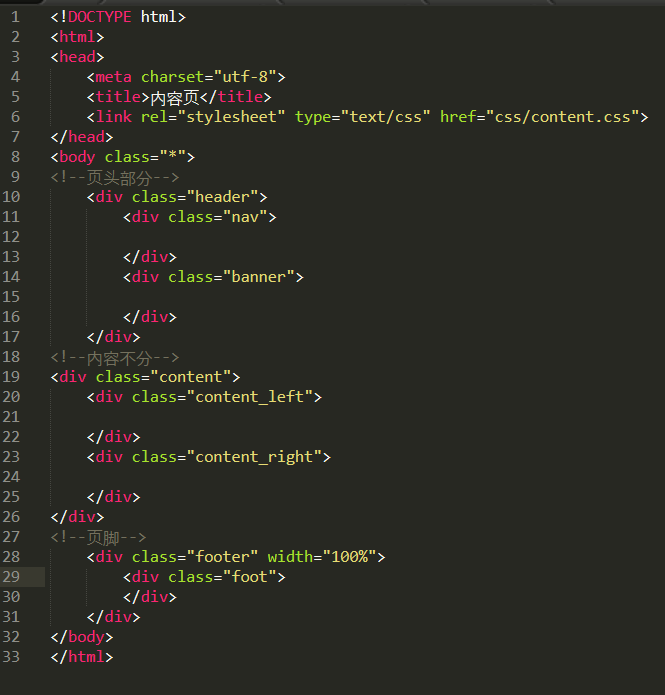 1 <!DOCTYPE html>
2 <html>
3 <head>
4 <meta charset="utf-8">
5 <title>内容页</title>
6 <link rel="stylesheet" type="text/css" href="css/content.css">
7 </head>
8 <body class="*">
9 <!--页头部分-->
10 <div class="header">
11 <div class="nav">
12
13 </div>
14 <div class="banner">
15
16 </div>
17 </div>
18 <!--内容不分-->
19 <div class="content">
20 <div class="content_left">
21
22 </div>
23 <div class="content_right">
24
25 </div>
26 </div>
27 <!--页脚-->
28 <div class="footer" width="100%">
29 <div class="foot">
30 </div>
31 </div>
32 </body>
33 </html>